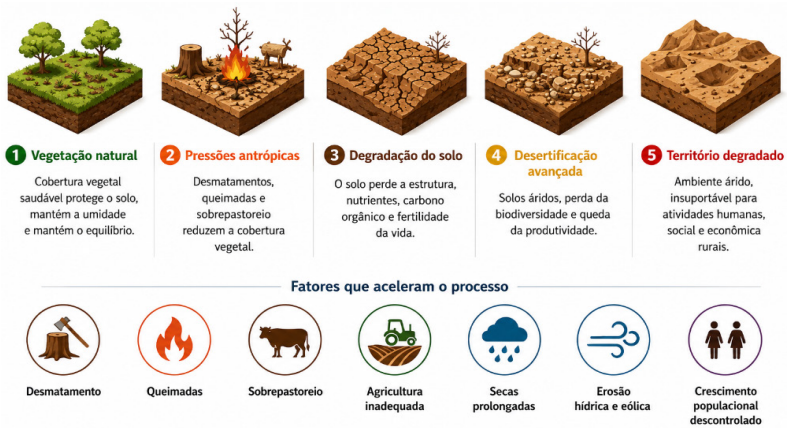 1 Vegetação natural
Cobertura vegetal
saudável protege o solo,
mantém a umidade
e mantém o equilíbrio.
2 Pressões antrópicas
Desmatamentos,
queimadas e
sobrepastoreio
reduzem a cobertura
vegetal.
3 Degradação do solo
O solo perde a estrutura,
nutrientes, carbono
orgânico e fertilidade
da vida.
4 Desertificação
avançada
Solos áridos, perda da
biodiversidade e queda
da produtividade.
5 Território degradado
Ambiente árido,
insuportável para
atividades humanas,
social e econômica
rurais.
Fatores que aceleram o processo
Desmatamento
Queimadas
Sobrepastoreio
Agricultura
inadequada
Secas
prolongadas
Erosão
hídrica e eólica
Crescimento
populacional
descontrolado